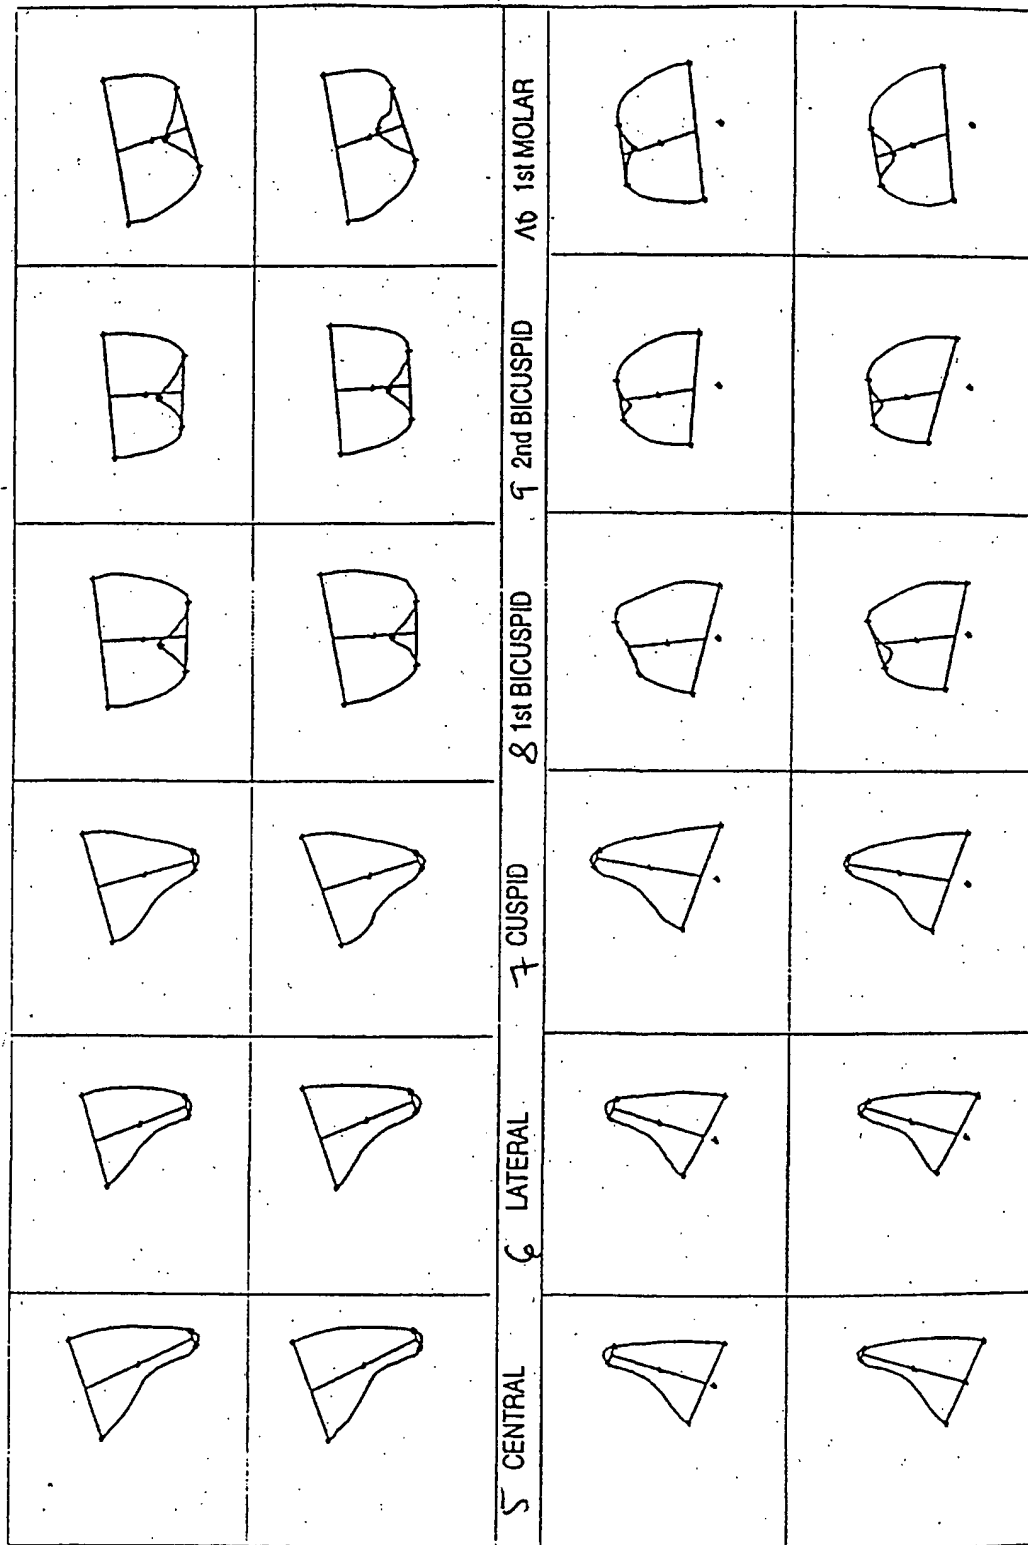 5 CENTRAL
6 LATERAL
7 CUSPID
8 1st BICUSPID
9 2nd BICUSPID
10 1st MOLAR